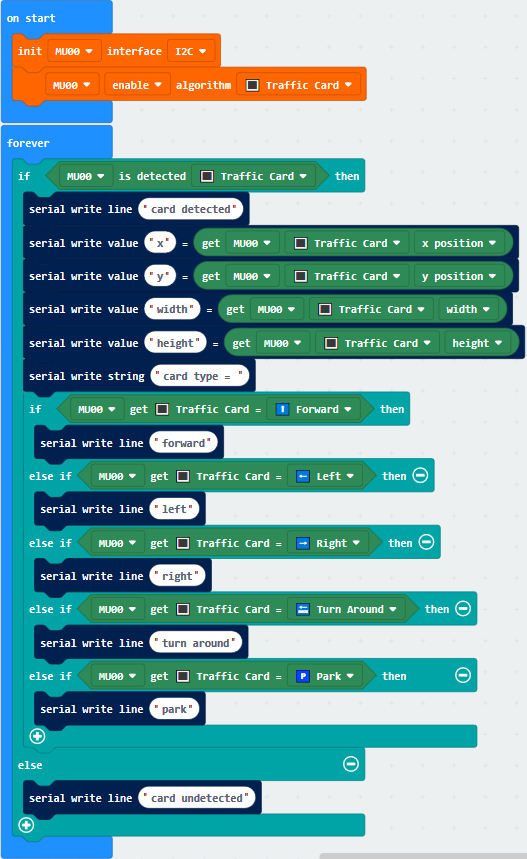 on start
init MU00 interface I2C
MU00 enable algorithm Traffic Card
forever
if MU00 is detected Traffic Card then
serial write line "card detected"
serial write value "x" = get MU00 Traffic Card x position
serial write value "y" = get MU00 Traffic Card y position
serial write value "width" = get MU00 Traffic Card width
serial write value "height" = get MU00 Traffic Card height
serial write string "card type = "
if MU00 get Traffic Card = Forward then
serial write line "forward"
else if MU00 get Traffic Card = Left then
serial write line "left"
else if MU00 get Traffic Card = Right then
serial write line "right"
else if MU00 get Traffic Card = Turn Around then
serial write line "turn around"
else if MU00 get Traffic Card = P Park then
serial write line "park"
else
serial write line "card undetected"